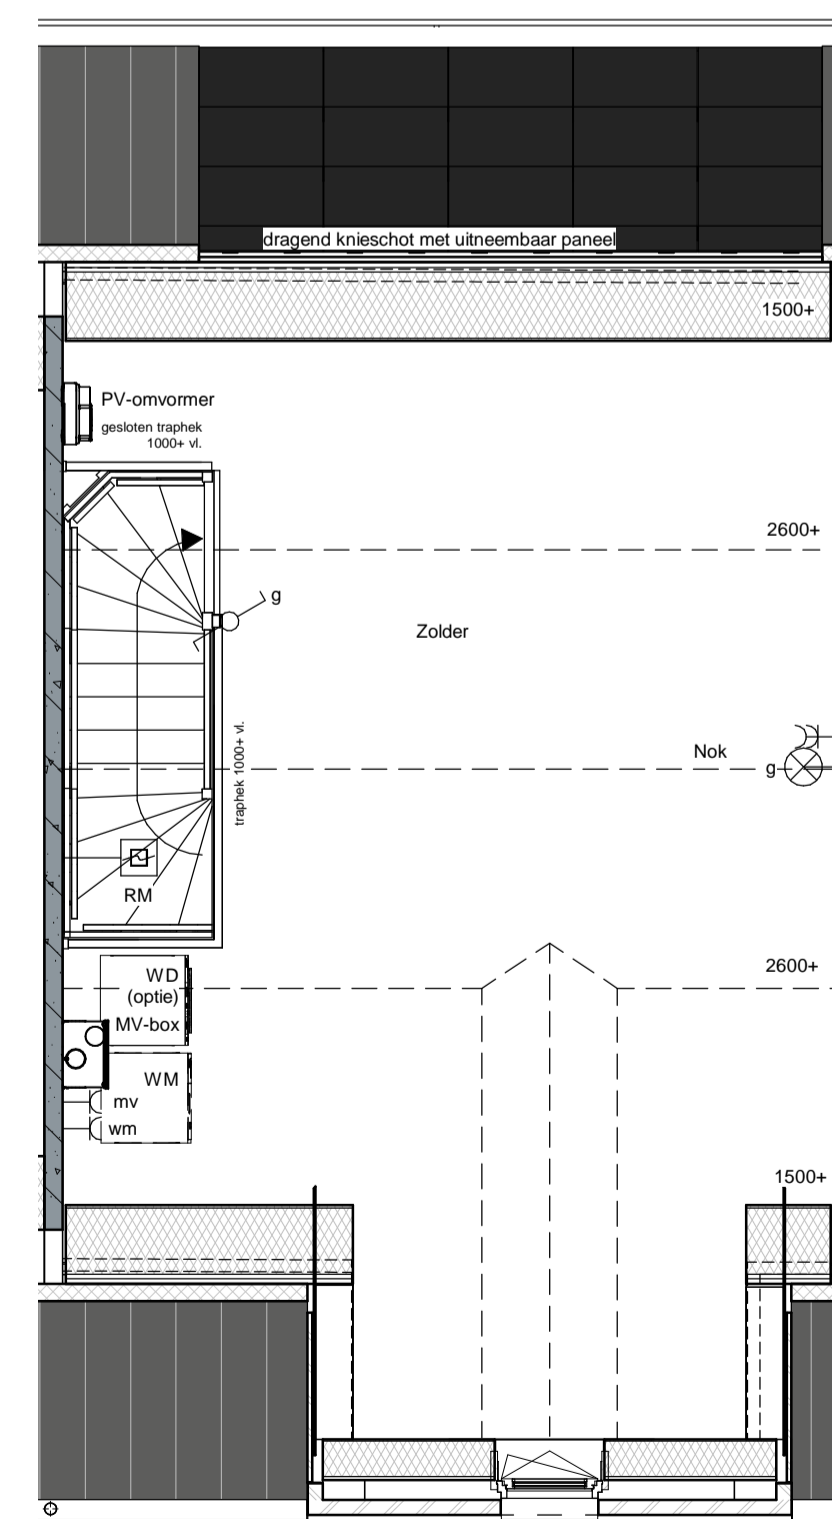 dragend knieschot met uitneembaar paneel
1500+
PV-omvormer
gesloten traphek
1000+ vl.
2600+
g
Zolder
traphek 1000+ vl.
Nok
g
RM
2600+
WD
(optie)
MV-box
WM
mv
wm
1500+